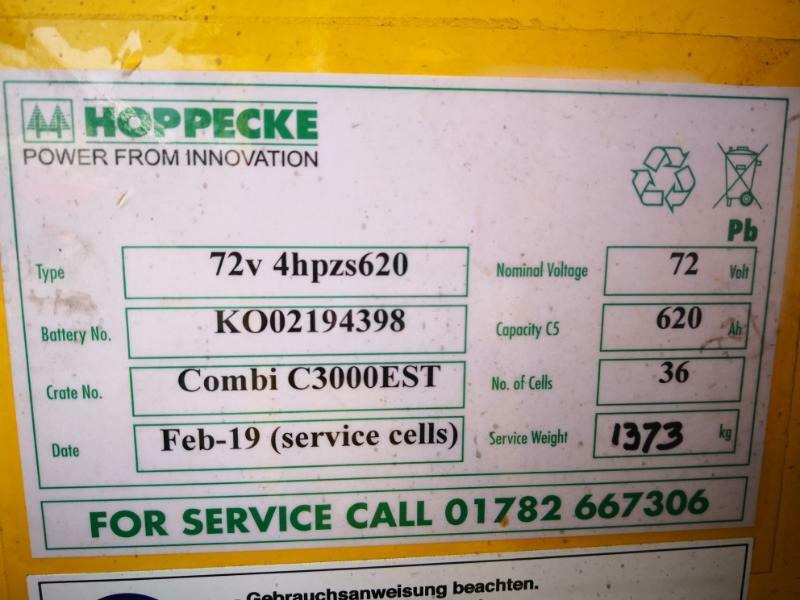 HOPPECKE
POWER FROM INNOVATION
Pb
Type 72v 4hpzs620 Nominal Voltage 72 Volt
Battery No. KO02194398 Capacity C5 620 Ah
Crate No. Combi C3000EST No. of Cells 36
Date Feb-19 (service cells) Service Weight 1373 kg
FOR SERVICE CALL 01782 667306
Gebrauchsanweisung beachten.